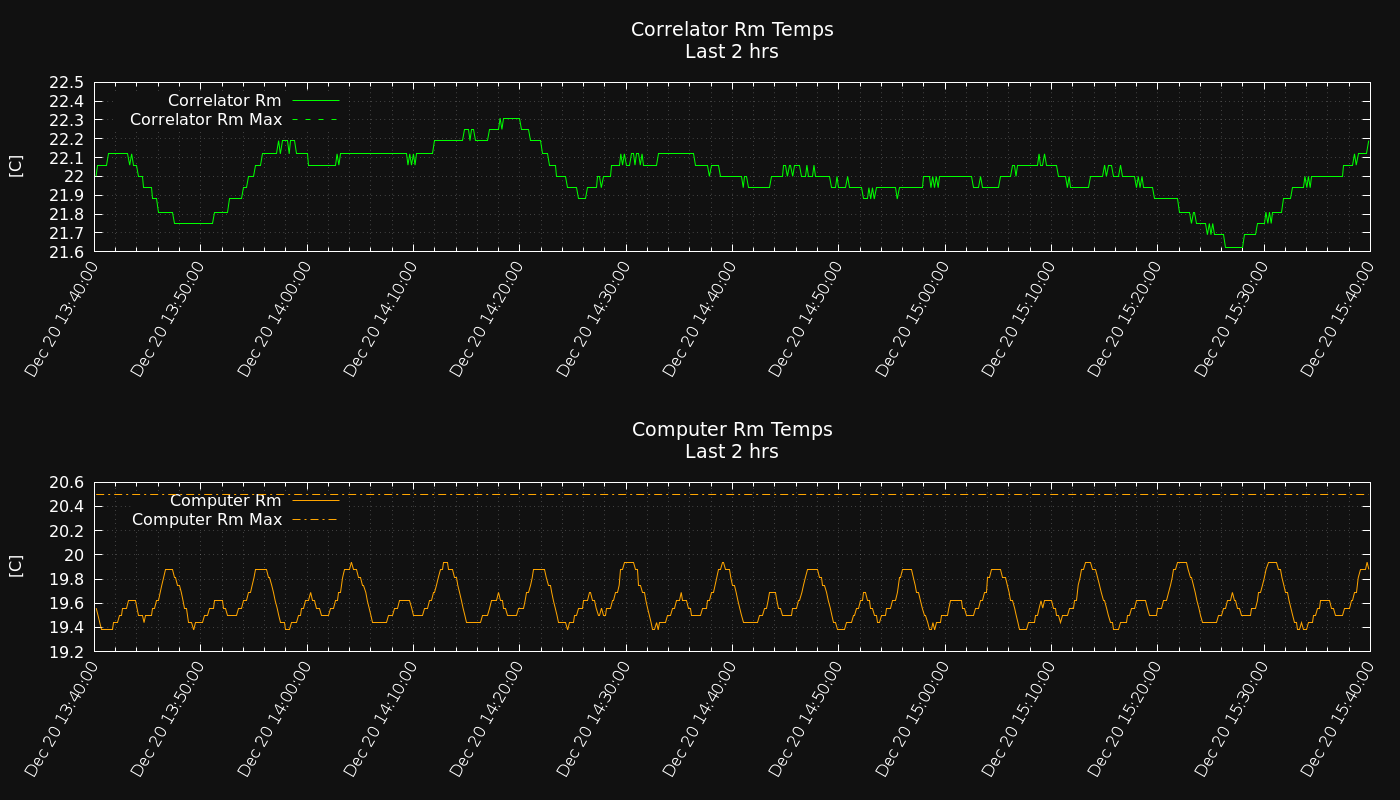 Correlator Rm Temps
Last 2 hrs
22.5
22.4
22.3
22.2
22.1
22
21.9
21.8
21.7
21.6
[C]
Correlator Rm
Correlator Rm Max
Dec 20 13:40:00
Dec 20 13:50:00
Dec 20 14:00:00
Dec 20 14:10:00
Dec 20 14:20:00
Dec 20 14:30:00
Dec 20 14:40:00
Dec 20 14:50:00
Dec 20 15:00:00
Dec 20 15:10:00
Dec 20 15:20:00
Dec 20 15:30:00
Dec 20 15:40:00
Computer Rm Temps
Last 2 hrs
20.6
20.4
20.2
20
19.8
19.6
19.4
19.2
[C]
Computer Rm
Computer Rm Max
Dec 20 13:40:00
Dec 20 13:50:00
Dec 20 14:00:00
Dec 20 14:10:00
Dec 20 14:20:00
Dec 20 14:30:00
Dec 20 14:40:00
Dec 20 14:50:00
Dec 20 15:00:00
Dec 20 15:10:00
Dec 20 15:20:00
Dec 20 15:30:00
Dec 20 15:40:00